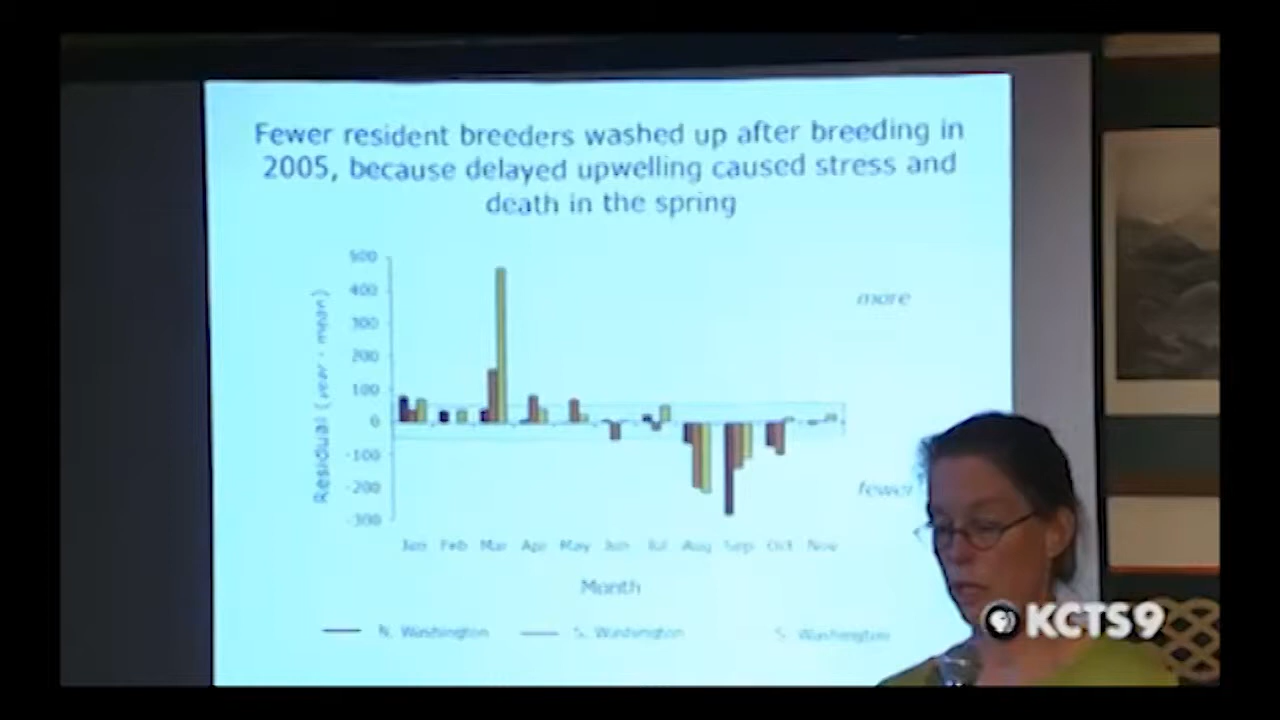 Fewer resident breeders washed up after breeding in
2005, because delayed upwelling caused stress and
death in the spring
500
400
300
200
100
0
-100
-200
-300
Residual (year - mean)
more
fewer
Jan Feb Mar Apr May Jun Jul Aug Sep Oct Nov
Month
N. Washington S. Washington S. Washington
KCTS9